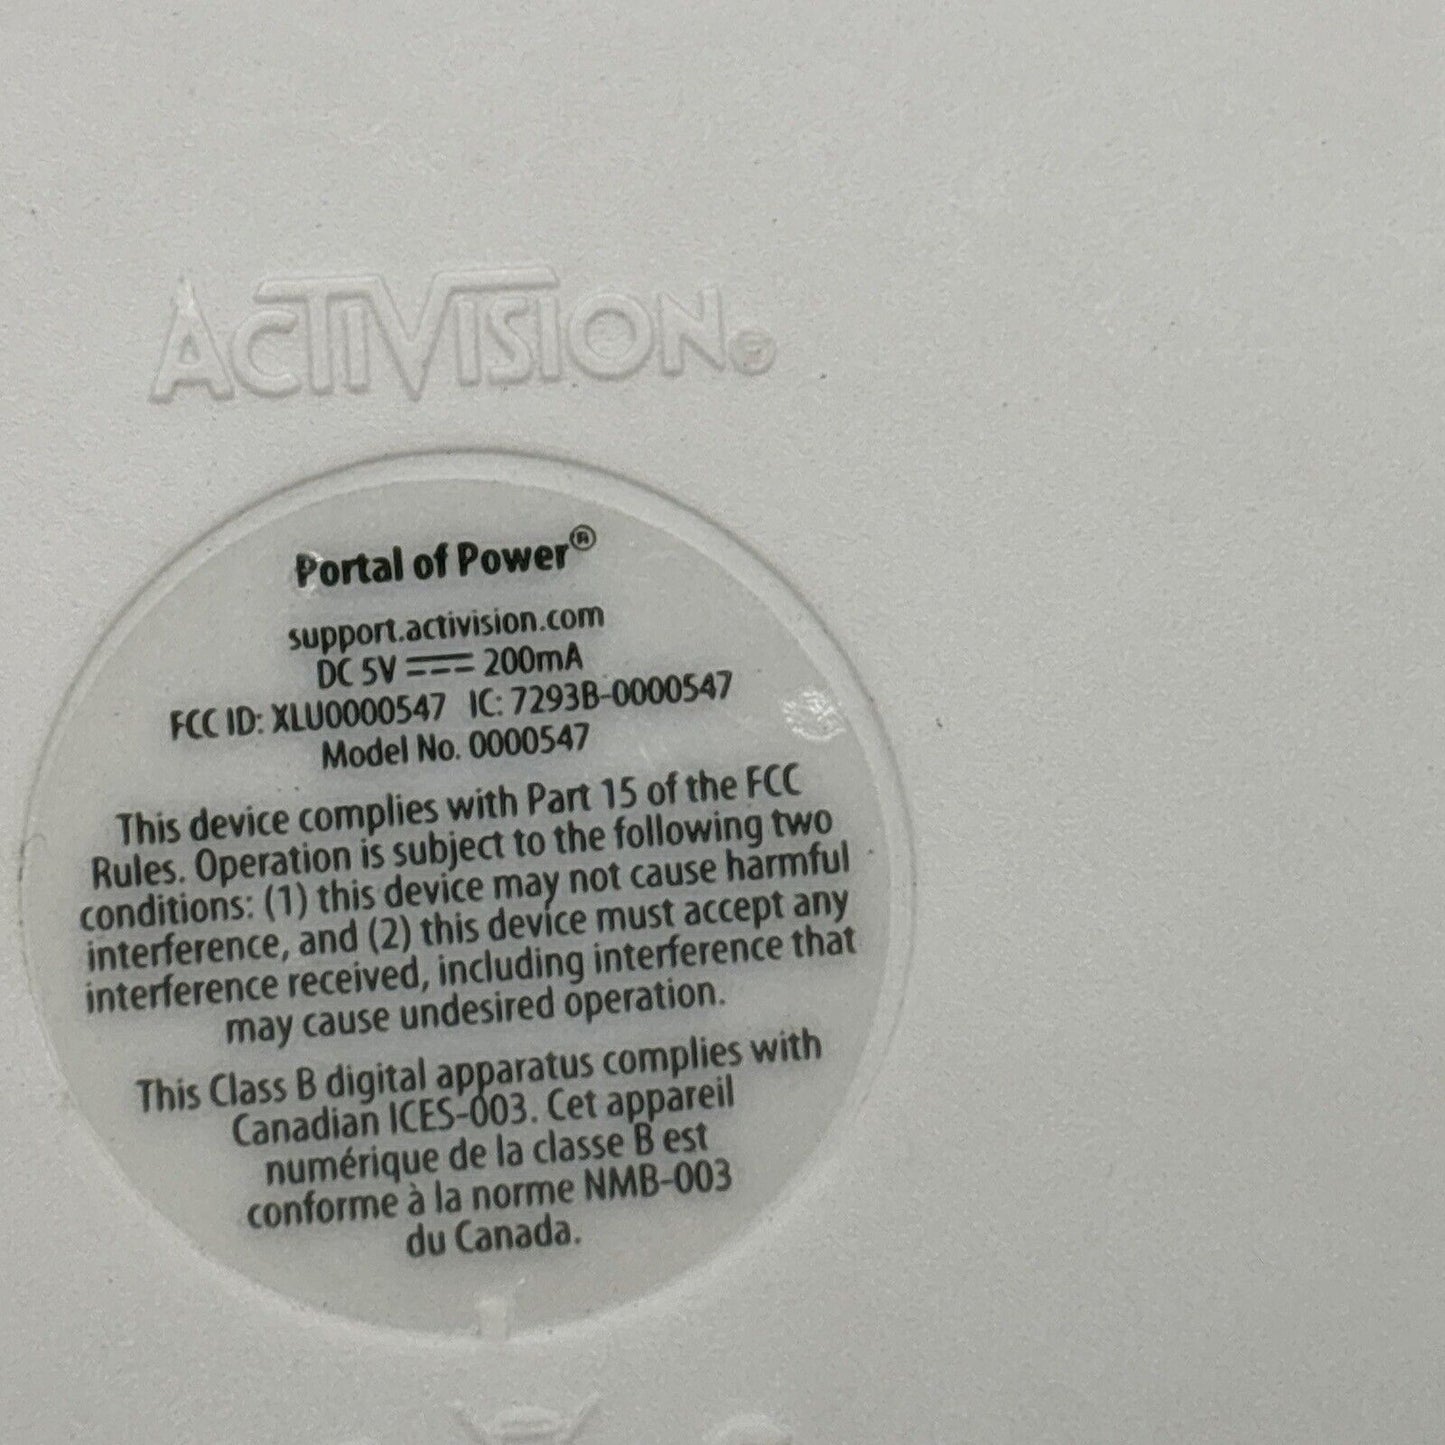 ACTIVISION®
Portal of Power®
support.activision.com
DC 5V ⎓ 200mA
FCC ID: XLU0000547 IC: 7293B-0000547
Model No. 0000547
This device complies with Part 15 of the FCC
Rules. Operation is subject to the following two
conditions: (1) this device may not cause harmful
interference, and (2) this device must accept any
interference received, including interference that
may cause undesired operation.
This Class B digital apparatus complies with
Canadian ICES-003. Cet appareil
numérique de la classe B est
conforme à la norme NMB-003
du Canada.